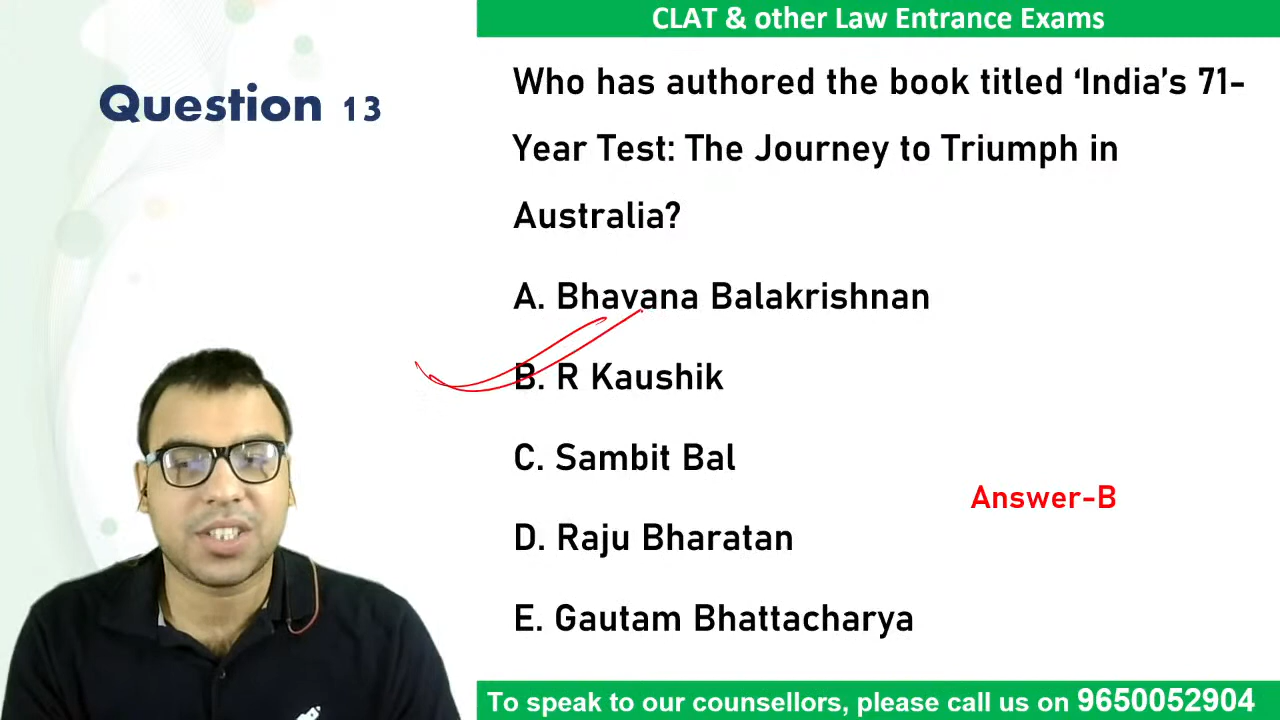 CLAT & other Law Entrance Exams
Question 13
Who has authored the book titled ‘India’s 71-
Year Test: The Journey to Triumph in
Australia?
A. Bhavana Balakrishnan
B. R Kaushik
C. Sambit Bal
Answer-B
D. Raju Bharatan
E. Gautam Bhattacharya
To speak to our counsellors, please call us on 9650052904